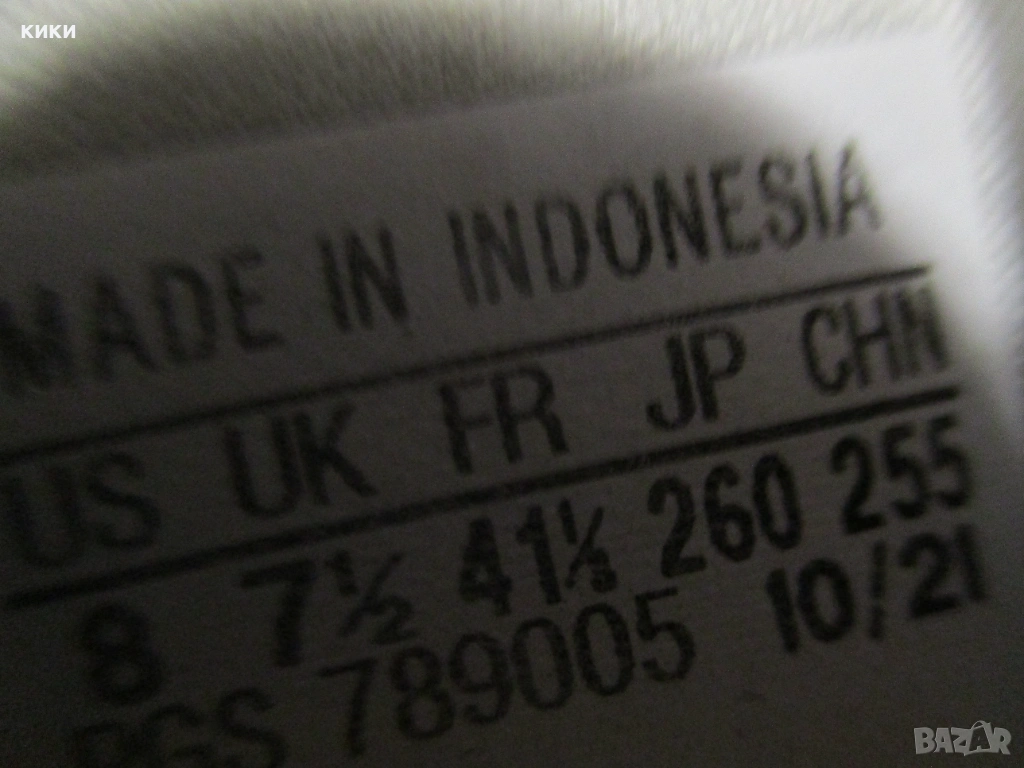 кики
MADE IN INDONESIA
US UK FR JP CHN
8 7½ 41⅓ 260 255
PGS 789005 10/21
BAZAR